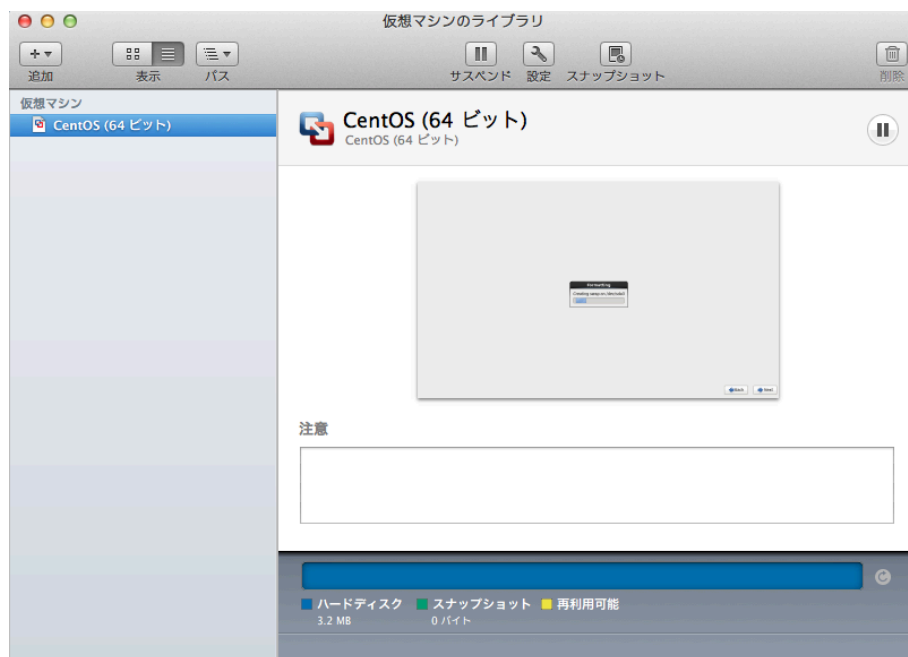 仮想マシンのライブラリ
追加 表示 パス サスペンド 設定 スナップショット 削除
仮想マシン
CentOS (64 ビット)
CentOS (64 ビット)
CentOS (64 ビット)
Formatting
Back Next
注意
ハードディスク スナップショット 再利用可能
3.2 MB 0 バイト